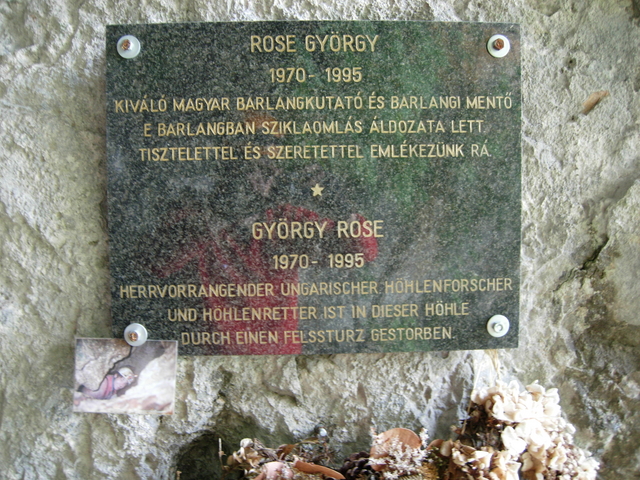 ROSE GYÖRGY
1970- 1995
KIVÁLÓ MAGYAR BARLANGKUTATÓ ÉS BARLANGI MENTŐ
E BARLANGBAN SZIKLAOMLÁS ÁLDOZATA LETT.
TISZTELETTEL ÉS SZERETETTEL EMLÉKEZÜNK RÁ.
GYÖRGY ROSE
1970- 1995
HERRVORRANGENDER UNGARISCHER HÖHLENFORSCHER
UND HÖHLENRETTER IST IN DIESER HÖHLE
DURCH EINEN FELSSTURZ GESTORBEN.